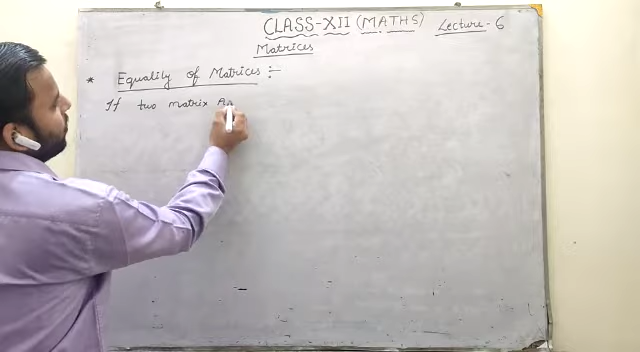 CLASS-XII (MATHS) Lecture-6
Matrices
* Equality of Matrices :-
If two matrix A